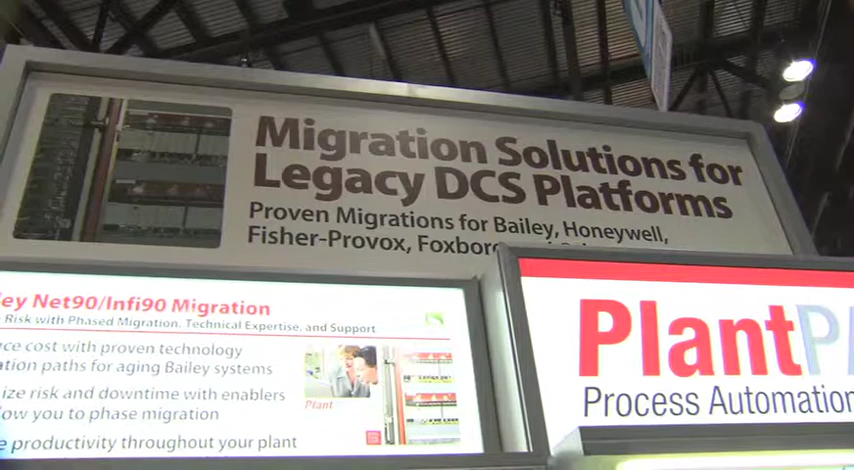 Migration Solutions for
Legacy DCS Platforms
Proven Migrations for Bailey, Honeywell,
Fisher-Provox, Foxboro
ey Net90/Infi90 Migration
Risk with Phased Migration, Technical Expertise, and Support
ce cost with proven technology
ation paths for aging Bailey systems
ize risk and downtime with enablers
ow you to phase migration
e productivity throughout your plant
Plant
PlantPA
Process Automation